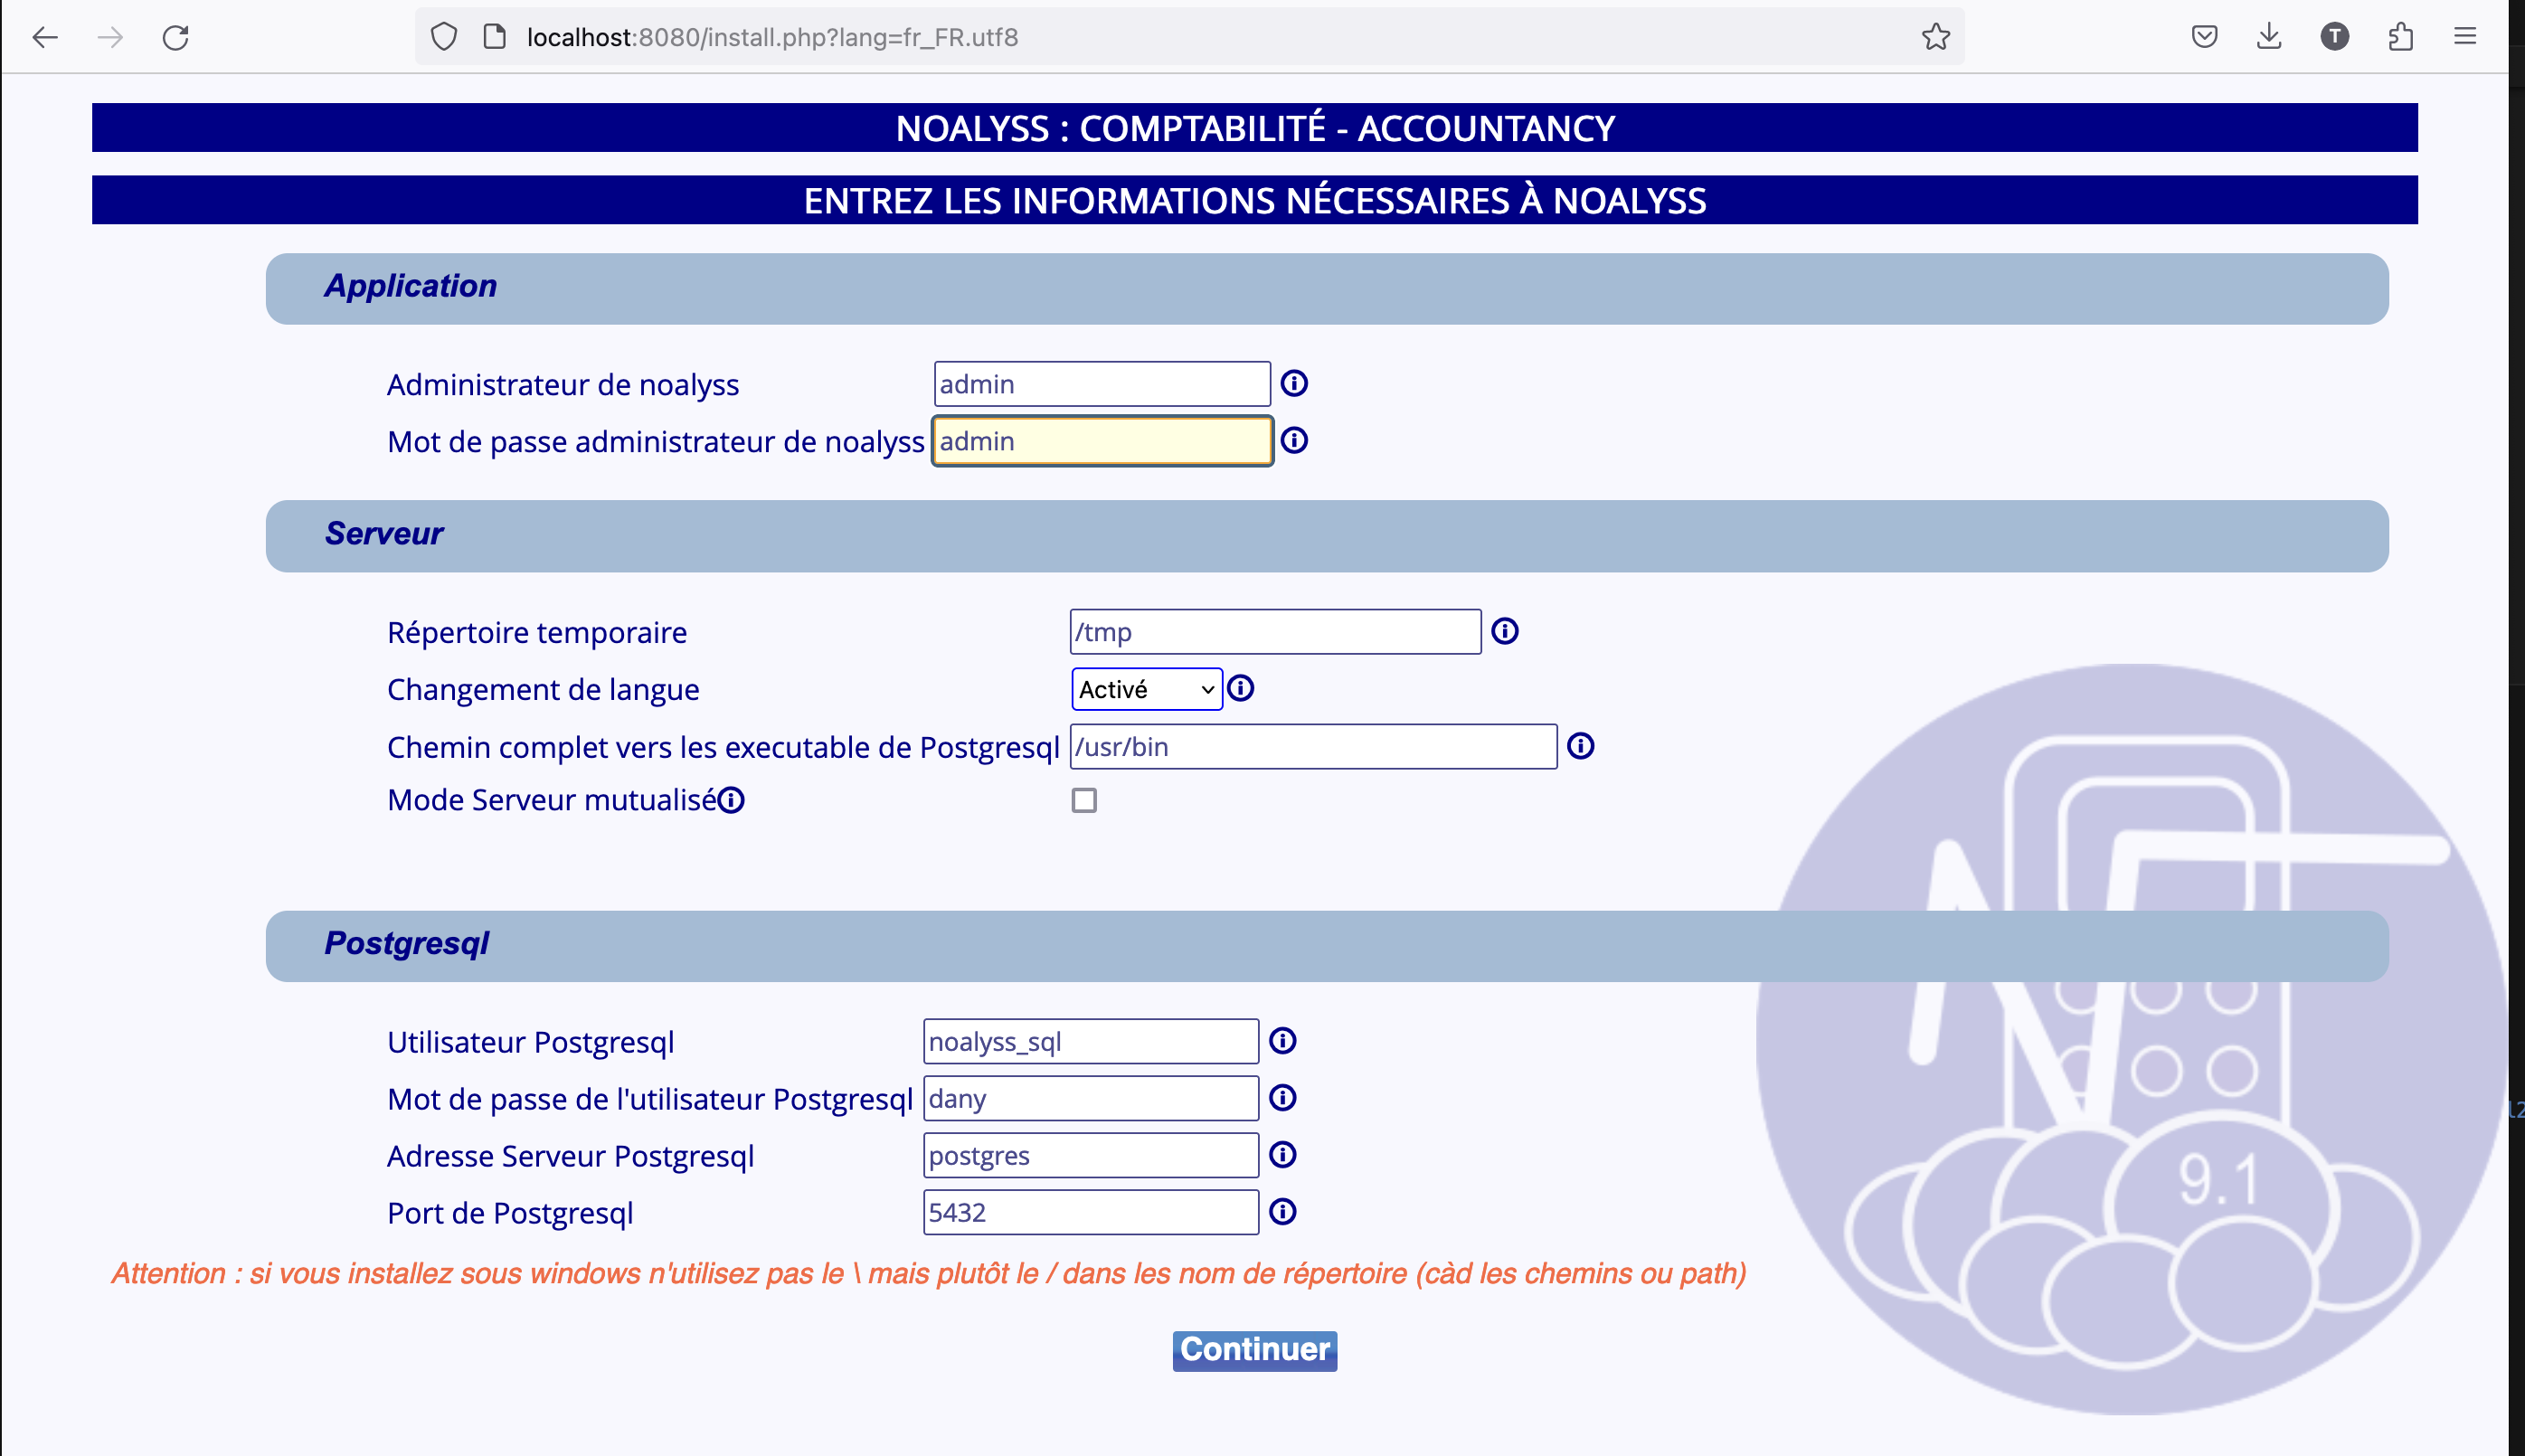 localhost:8080/install.php?lang=fr_FR.utf8
T
NOALYSS : COMPTABILITÉ - ACCOUNTANCY
ENTREZ LES INFORMATIONS NÉCESSAIRES À NOALYSS
Application
Administrateur de noalyss admin
Mot de passe administrateur de noalyss admin
Serveur
Répertoire temporaire /tmp
Changement de langue Activé
Chemin complet vers les executable de Postgresql /usr/bin
Mode Serveur mutualisé
Postgresql
Utilisateur Postgresql noalyss_sql
Mot de passe de l'utilisateur Postgresql dany
Adresse Serveur Postgresql postgres
Port de Postgresql 5432
9.1
Attention : si vous installez sous windows n'utilisez pas le \ mais plutôt le / dans les nom de répertoire (càd les chemins ou path)
Continuer